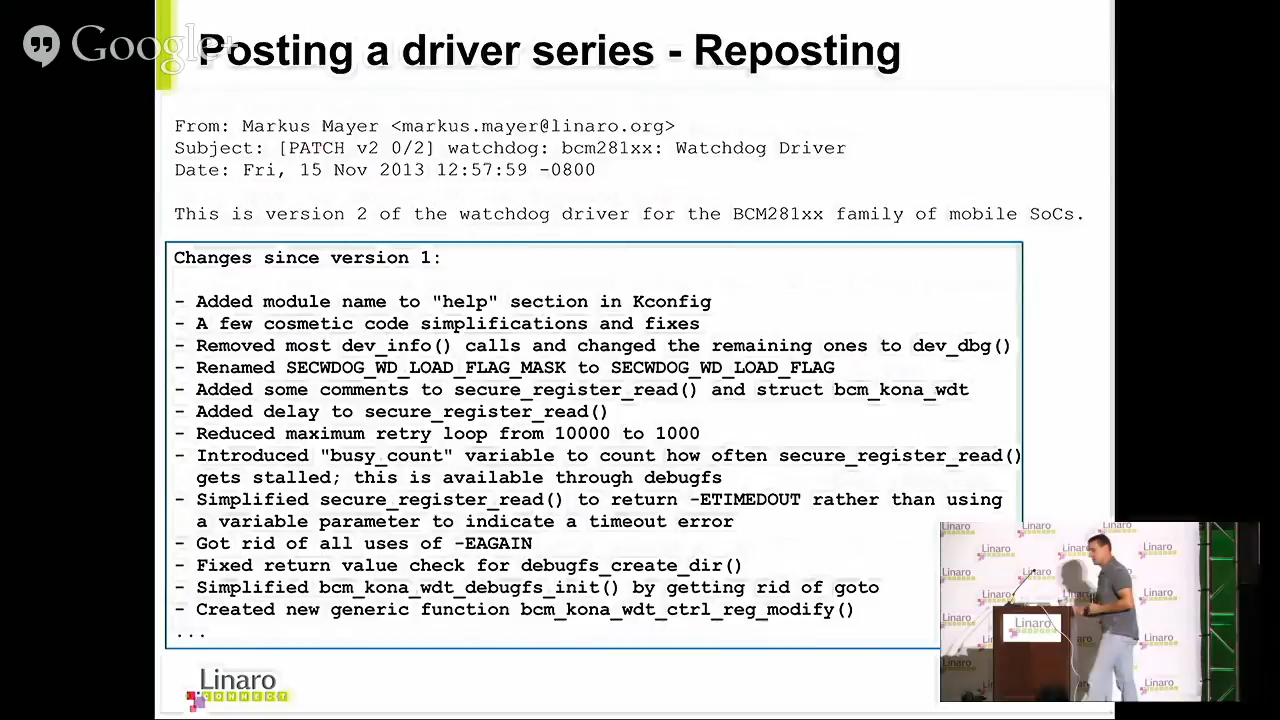 Google+
Posting a driver series - Reposting
From: Markus Mayer <markus.mayer@linaro.org>
Subject: [PATCH v2 0/2] watchdog: bcm281xx: Watchdog Driver
Date: Fri, 15 Nov 2013 12:57:59 -0800
This is version 2 of the watchdog driver for the BCM281xx family of mobile SoCs.
Changes since version 1:
- Added module name to "help" section in Kconfig
- A few cosmetic code simplifications and fixes
- Removed most dev_info() calls and changed the remaining ones to dev_dbg()
- Renamed SECWDOG_WD_LOAD_FLAG_MASK to SECWDOG_WD_LOAD_FLAG
- Added some comments to secure_register_read() and struct bcm_kona_wdt
- Added delay to secure_register_read()
- Reduced maximum retry loop from 10000 to 1000
- Introduced "busy_count" variable to count how often secure_register_read()
gets stalled; this is available through debugfs
- Simplified secure_register_read() to return -ETIMEDOUT rather than using
a variable parameter to indicate a timeout error
- Got rid of all uses of -EAGAIN
- Fixed return value check for debugfs_create_dir()
- Simplified bcm_kona_wdt_debugfs_init() by getting rid of goto
- Created new generic function bcm_kona_wdt_ctrl_reg_modify()
...
Linaro
CONNECT
Linaro